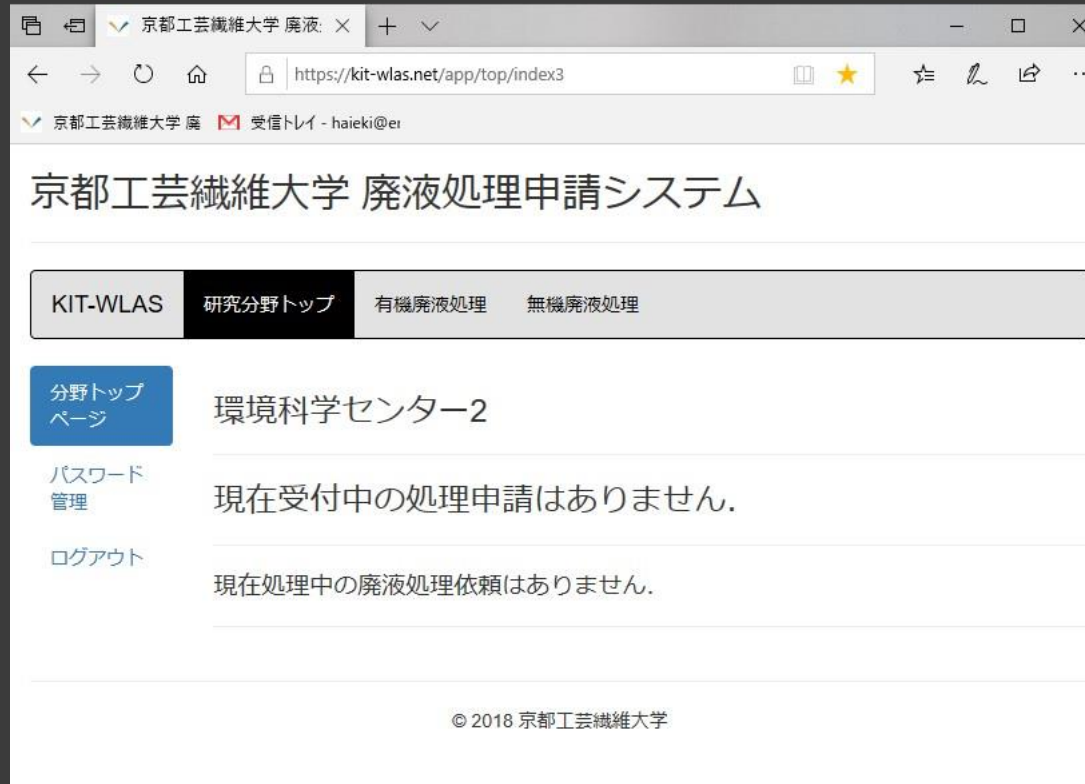 京都工芸繊維大学 廃液
https://kit-wlas.net/app/top/index3
京都工芸繊維大学 廃 受信トレイ - haieki@er
京都工芸繊維大学 廃液処理申請システム
KIT-WLAS 研究分野トップ 有機廃液処理 無機廃液処理
分野トップ
ページ
環境科学センター2
パスワード
管理
現在受付中の処理申請はありません.
ログアウト
現在処理中の廃液処理依頼はありません.
© 2018 京都工芸繊維大学